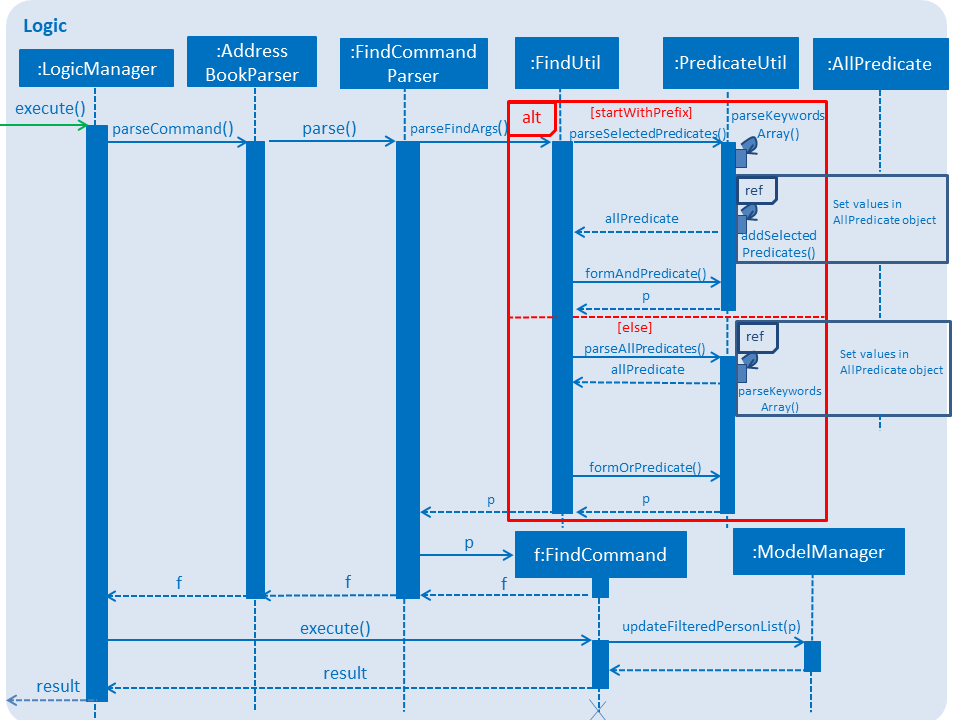 Logic
:LogicManager
:Address
BookParser
:FindCommand
Parser
:FindUtil
:PredicateUtil
:AllPredicate
execute()
parseCommand()
parse()
parseFindArgs()
alt
[startWithPrefix]
parseSelectedPredicates()
parseKeywords
Array()
ref
Set values in
AllPredicate object
allPredicate
addSelected
Predicates()
formAndPredicate()
p
[else]
parseAllPredicates()
ref
Set values in
AllPredicate object
allPredicate
parseKeywords
Array()
formOrPredicate()
p
p
p
f:FindCommand
:ModelManager
f
f
f
execute()
updateFilteredPersonList(p)
result
result